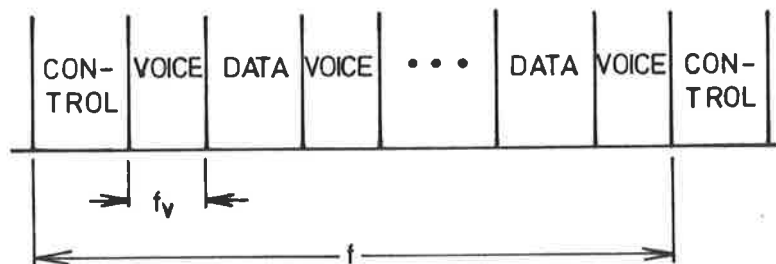 CON-
TROL
VOICE
DATA
VOICE
• • •
DATA
VOICE
CON-
TROL
fv
f